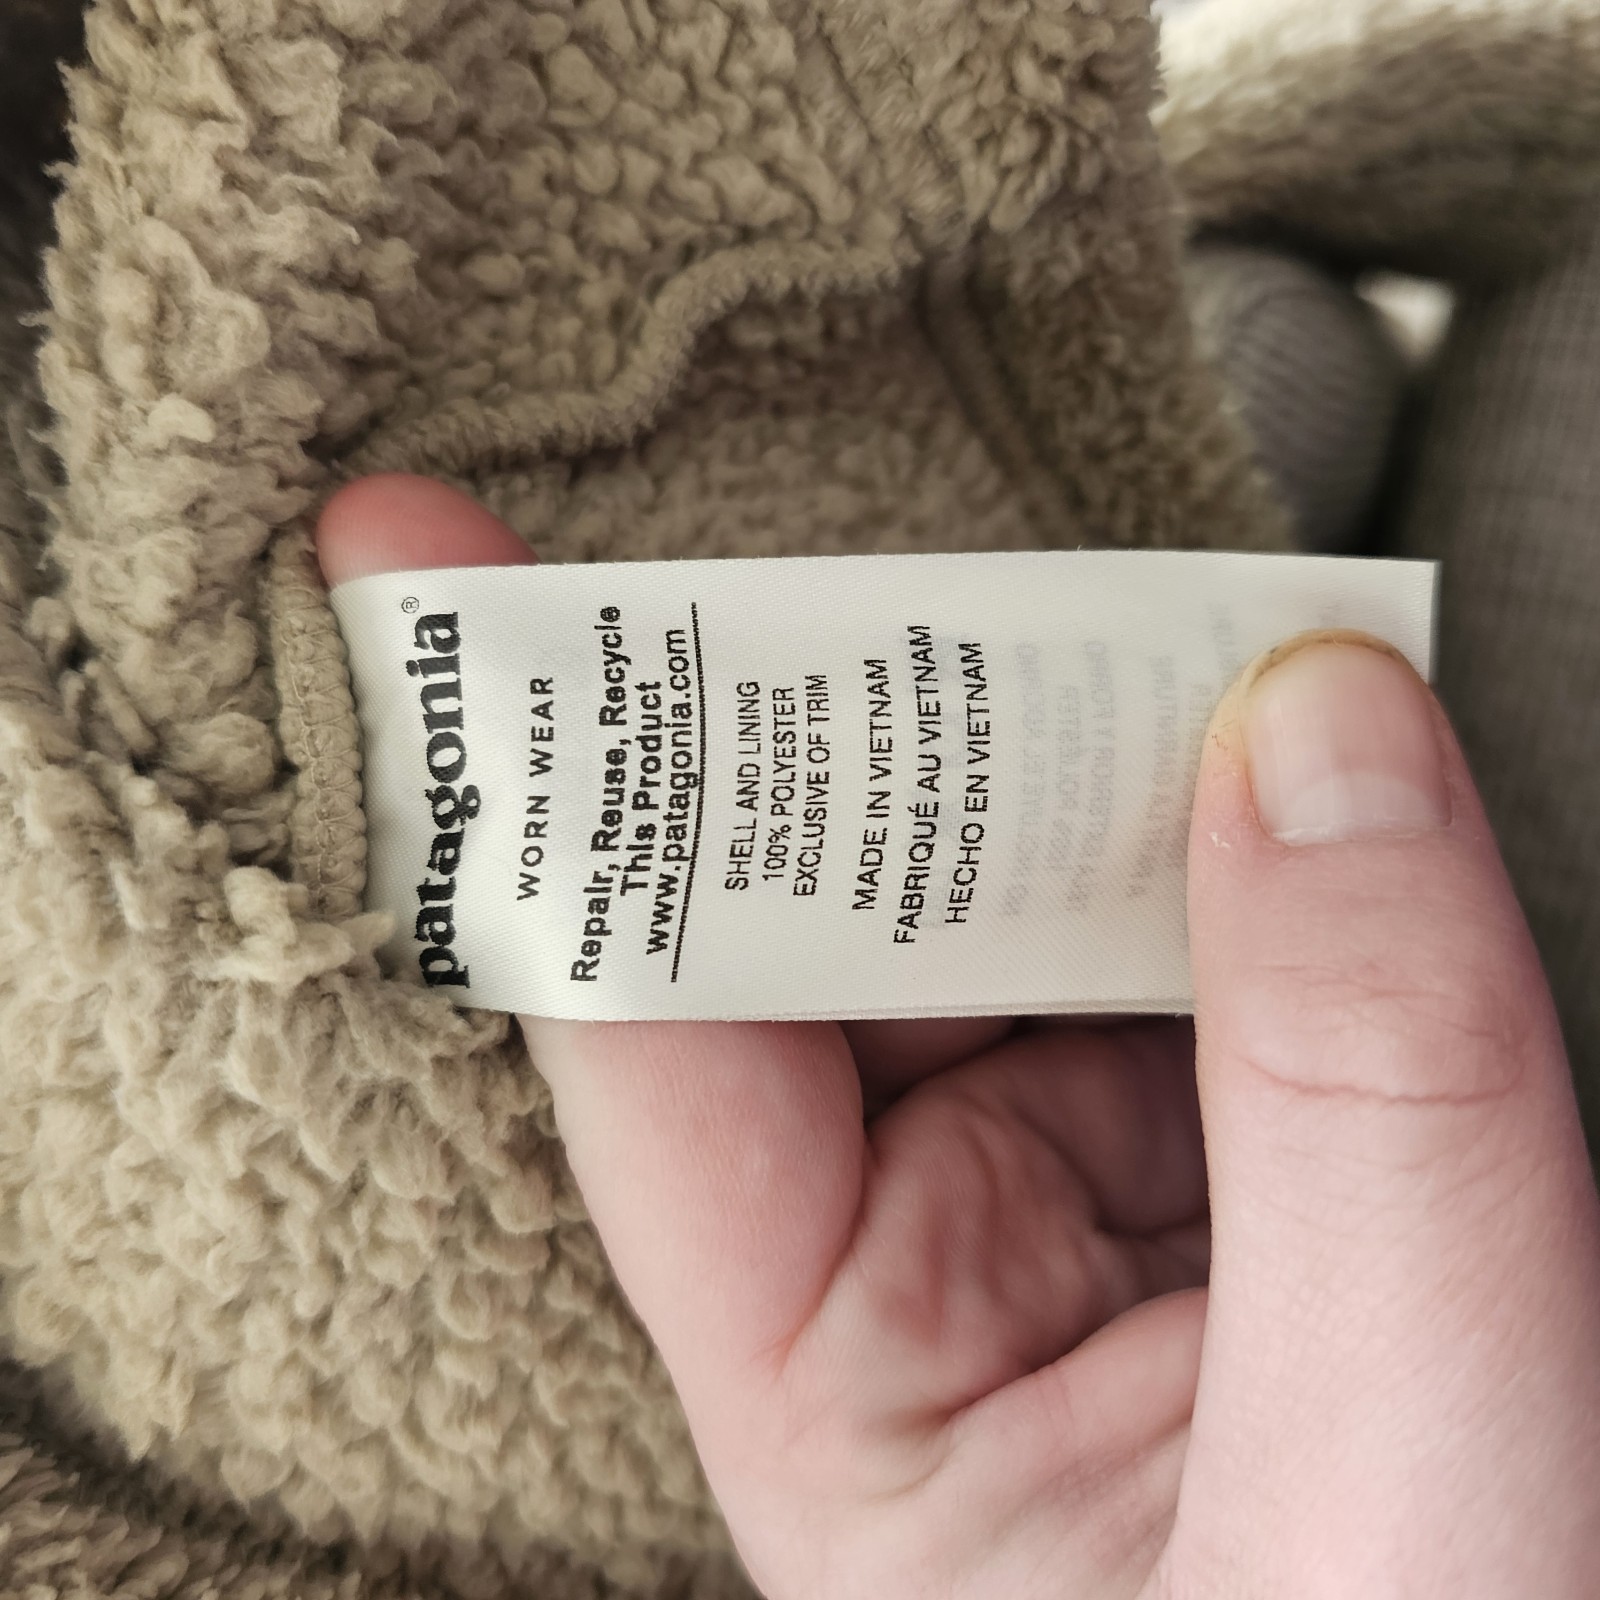 patagonia®
WORN WEAR
Repair, Reuse, Recycle
This Product
www.patagonia.com
SHELL AND LINING
100% POLYESTER
EXCLUSIVE OF TRIM
MADE IN VIETNAM
FABRIQUÉ AU VIETNAM
HECHO EN VIETNAM